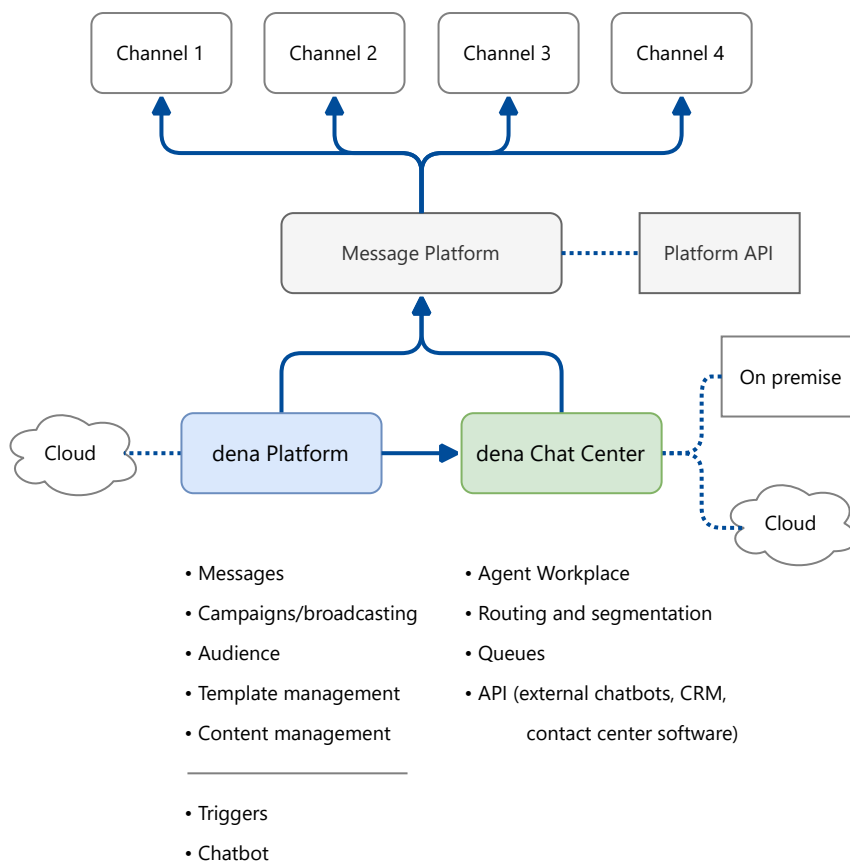 Channel 1
Channel 2
Channel 3
Channel 4
Message Platform
Platform API
On premise
Cloud
dena Platform
dena Chat Center
Cloud
• Messages
• Campaigns/broadcasting
• Audience
• Template management
• Content management
• Triggers
• Chatbot
• Agent Workplace
• Routing and segmentation
• Queues
• API (external chatbots, CRM,
contact center software)